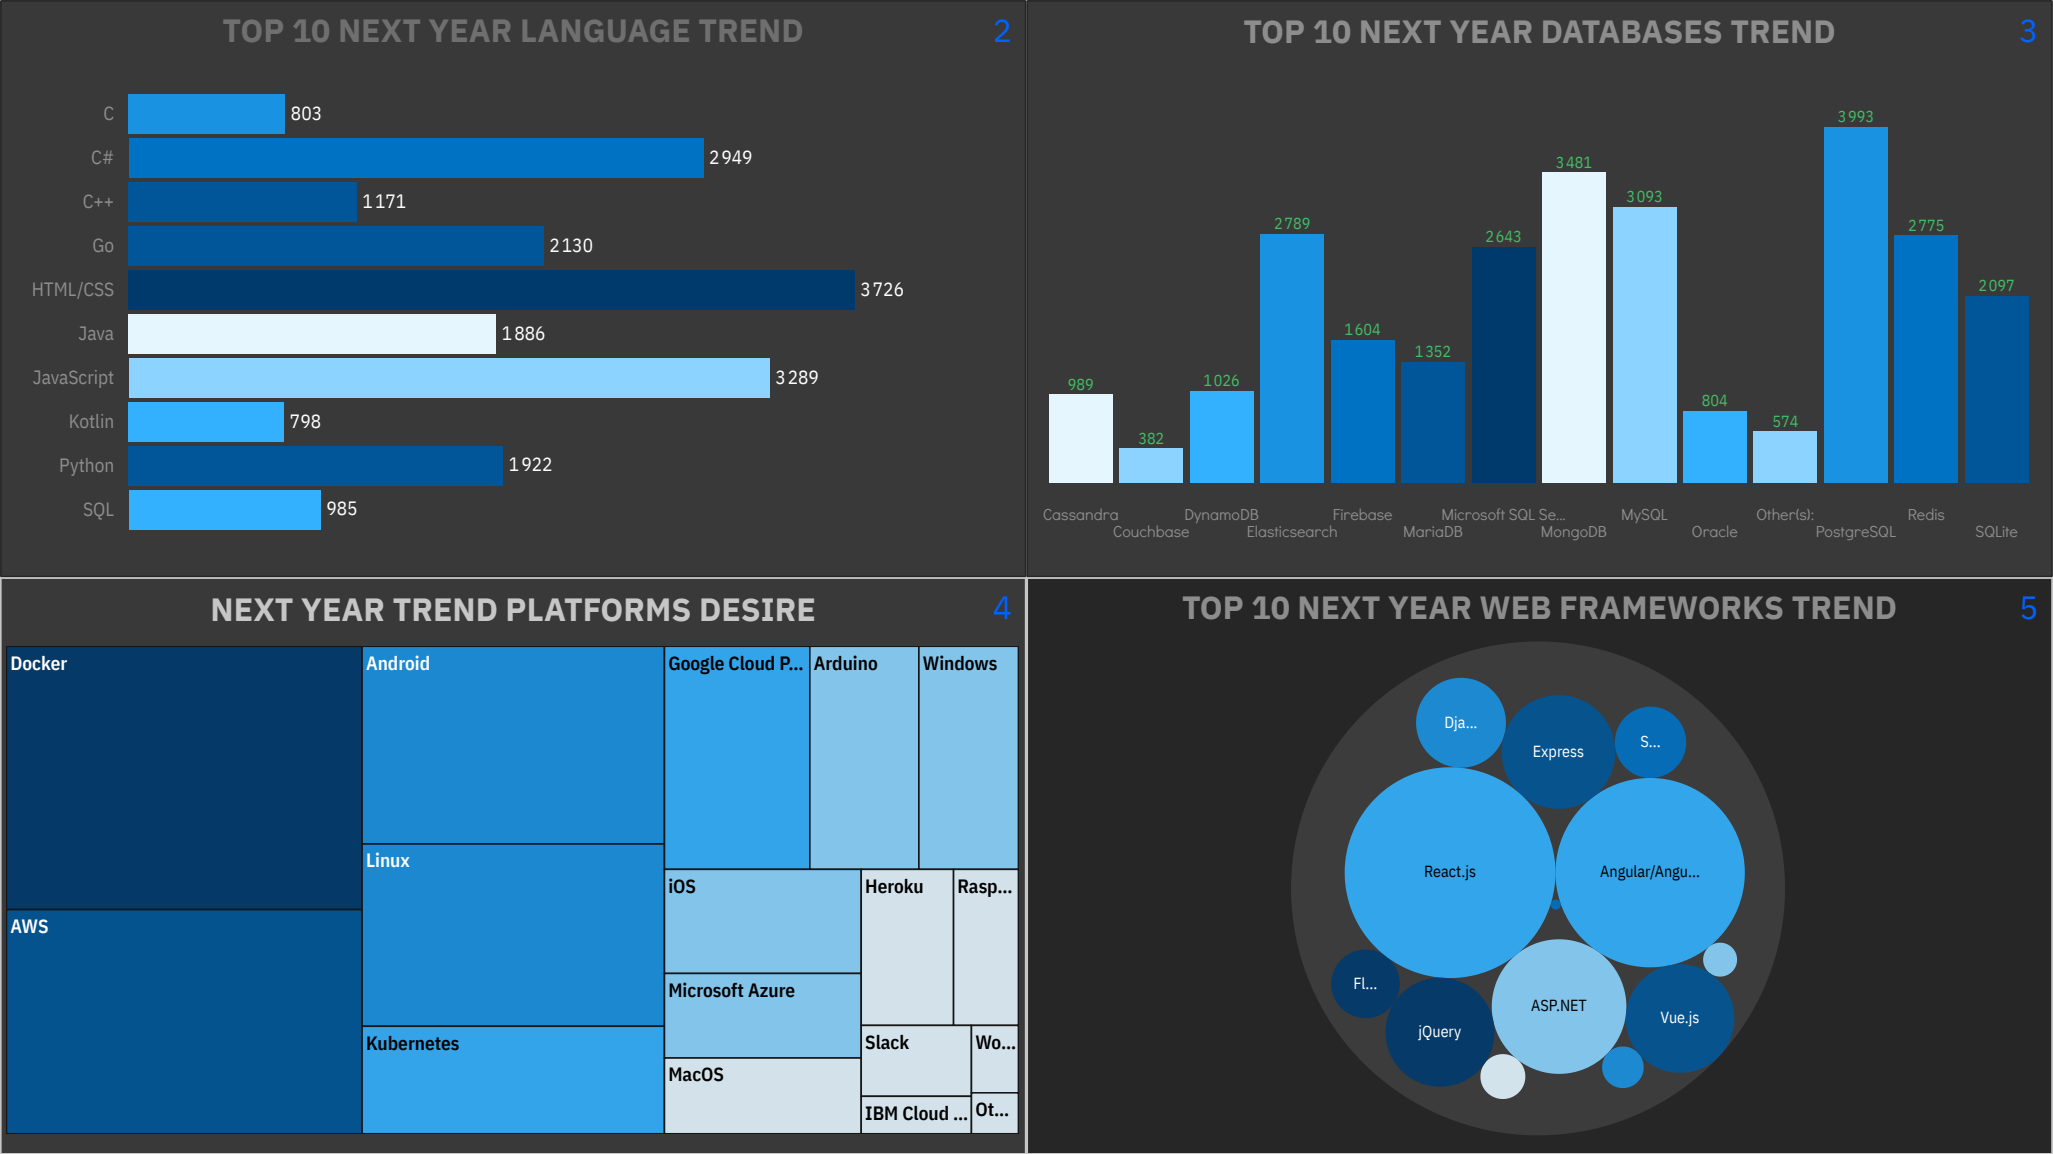 TOP 10 NEXT YEAR LANGUAGE TREND
2
C
803
C#
2949
C++
1171
Go
2130
HTML/CSS
3726
Java
1886
JavaScript
3289
Kotlin
798
Python
1922
SQL
985
TOP 10 NEXT YEAR DATABASES TREND
3
989
382
1026
2789
1604
1352
2643
3481
3093
804
574
3993
2775
2097
Cassandra
Couchbase
DynamoDB
Elasticsearch
Firebase
MariaDB
Microsoft SQL Se...
MongoDB
MySQL
Oracle
Other(s):
PostgreSQL
Redis
SQLite
NEXT YEAR TREND PLATFORMS DESIRE
4
Docker
AWS
Android
Linux
Kubernetes
Google Cloud P...
Arduino
Windows
iOS
Microsoft Azure
MacOS
Heroku
Rasp...
Slack
Wo...
IBM Cloud ...
Ot...
TOP 10 NEXT YEAR WEB FRAMEWORKS TREND
5
Dja...
Express
S...
React.js
Angular/Angu...
Fl...
jQuery
ASP.NET
Vue.js